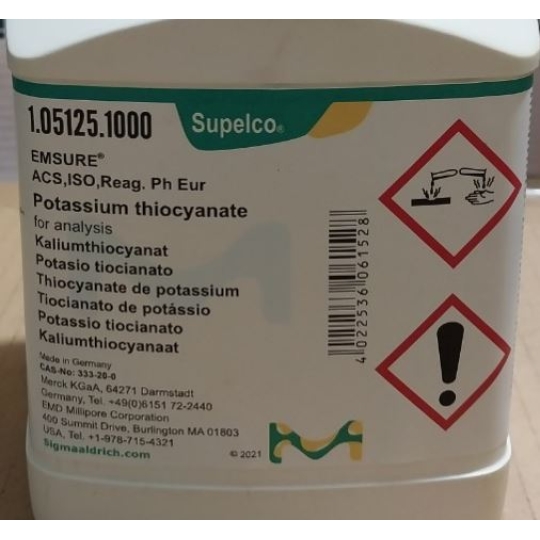 1.05125.1000
Supelco®
EMSURE®
ACS,ISO,Reag. Ph Eur
Potassium thiocyanate
for analysis
Kaliumthiocyanat
Potasio tiocianato
Thiocyanate de potassium
Tiocianato de potássio
Potassio tiocianato
Kaliumthiocyanaat
Made in Germany
CAS-No: 333-20-0
Merck KGaA, 64271 Darmstadt
Germany, Tel. +49(0)6151 72-2440
EMD Millipore Corporation
400 Summit Drive, Burlington MA 01803
USA, Tel. +1-978-715-4321
Sigmaaldrich.com
© 2021
4022536061528